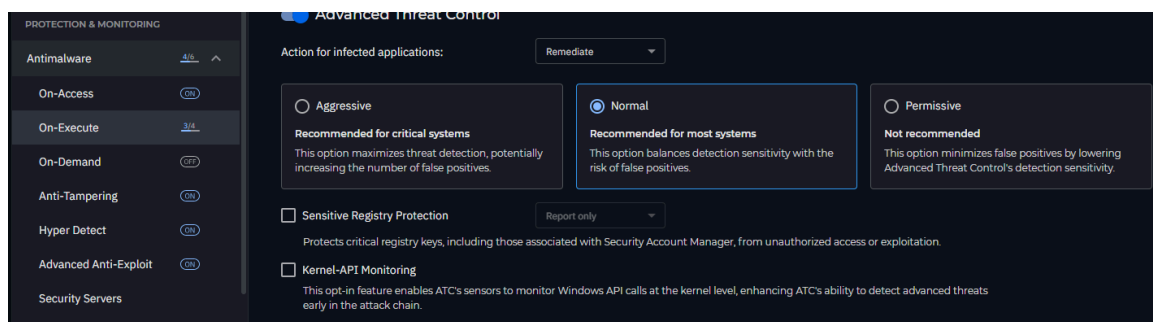 PROTECTION & MONITORING
Antimalware 4/6
On-Access ON
On-Execute 3/4
On-Demand OFF
Anti-Tampering ON
Hyper Detect ON
Advanced Anti-Exploit ON
Security Servers
Advanced Threat Control
Action for infected applications: Remediate
Aggressive
Recommended for critical systems
This option maximizes threat detection, potentially
increasing the number of false positives.
Normal
Recommended for most systems
This option balances detection sensitivity with the
risk of false positives.
Permissive
Not recommended
This option minimizes false positives by lowering
Advanced Threat Control's detection sensitivity.
Sensitive Registry Protection Report only
Protects critical registry keys, including those associated with Security Account Manager, from unauthorized access or exploitation.
Kernel-API Monitoring
This opt-in feature enables ATC's sensors to monitor Windows API calls at the kernel level, enhancing ATC's ability to detect advanced threats
early in the attack chain.